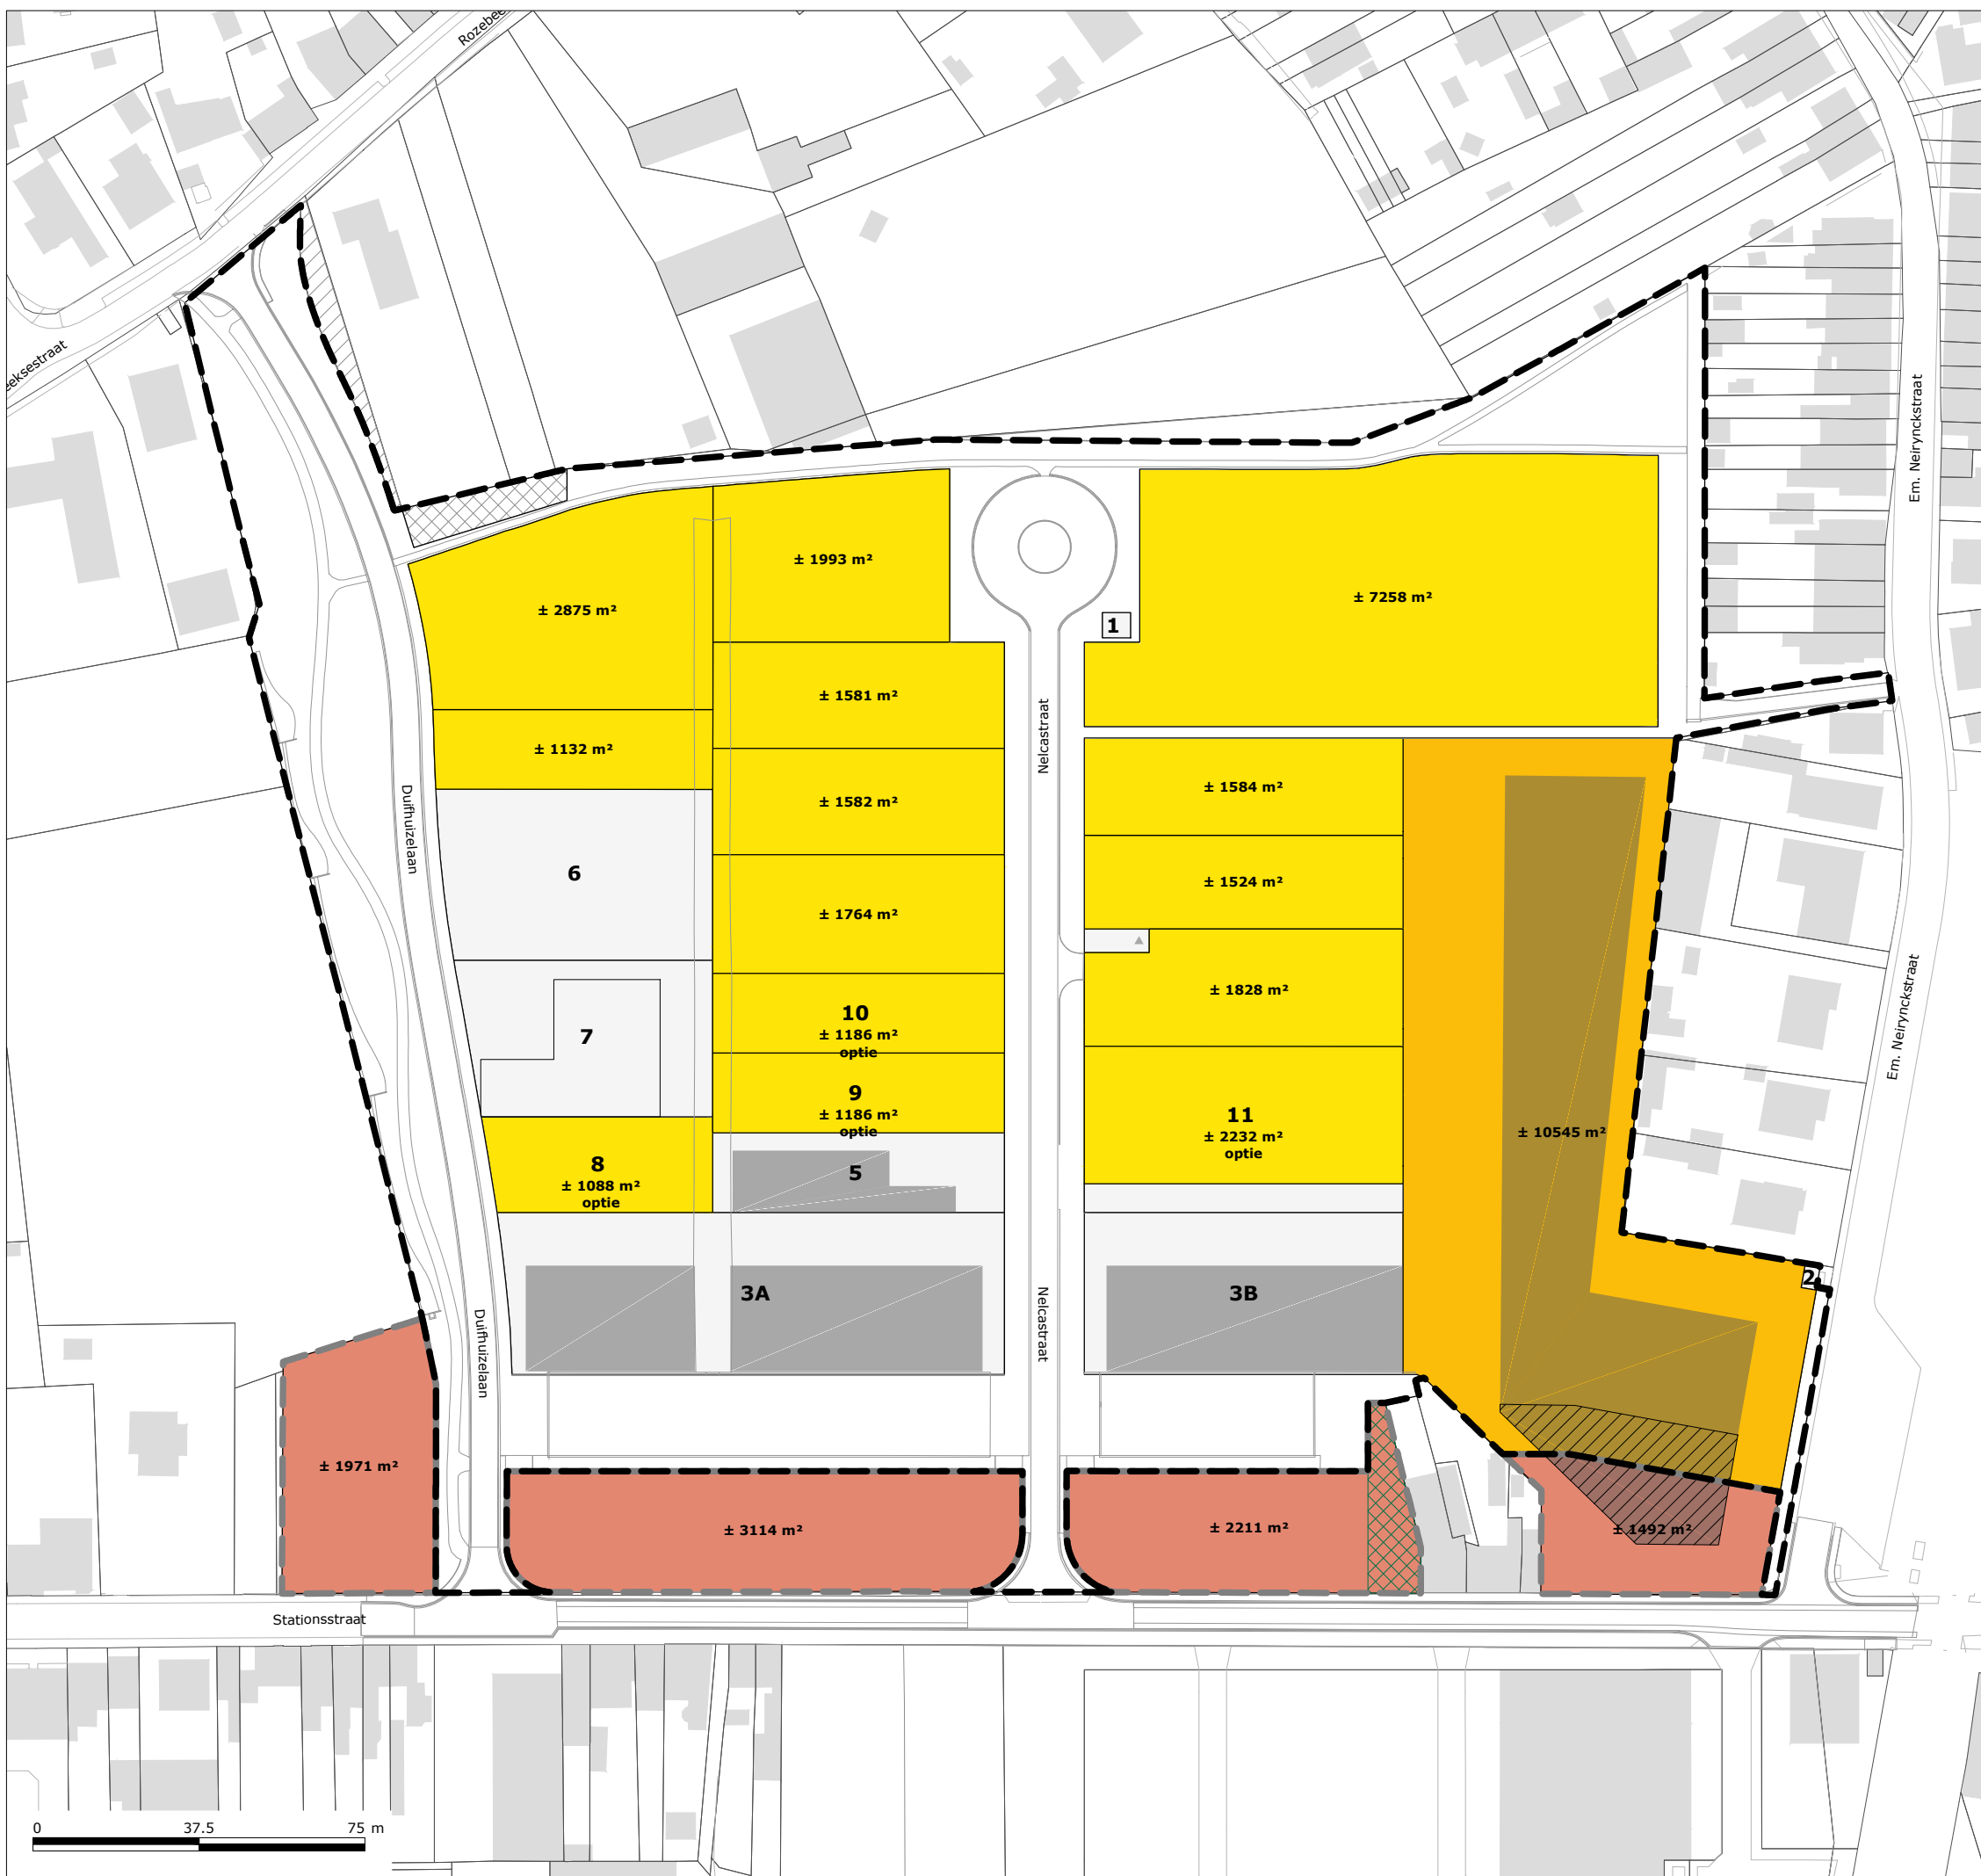 Rozebee
eeksestraat
Em. Neirynckstraat
± 1993 m²
± 2875 m²
± 7258 m²
1
± 1581 m²
Nelcastraat
± 1132 m²
± 1584 m²
± 1582 m²
Duifhuizelaan
6
± 1524 m²
± 1764 m²
± 1828 m²
10
± 1186 m²
optie
7
Em. Neirynckstraat
9
± 1186 m²
optie
11
± 2232 m²
optie
± 10545 m²
8
± 1088 m²
optie
5
2
3A
3B
Duifhuizelaan
Nelcastraat
± 1971 m²
± 3114 m²
± 2211 m²
± 1492 m²
Stationsstraat
0 37.5 75 m